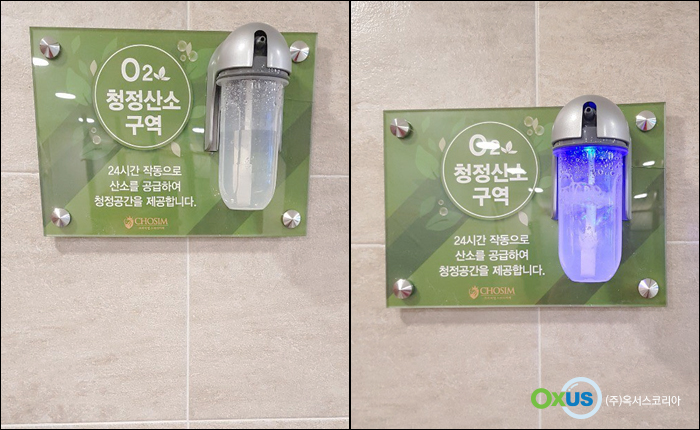 O2
청정산소
구역
24시간 작동으로
산소를 공급하여
청정공간을 제공합니다.
CHOSIM
O2
청정산소
구역
24시간 작동으로
산소를 공급하여
청정공간을 제공합니다.
CHOSIM
OXUS (주)옥서스코리아